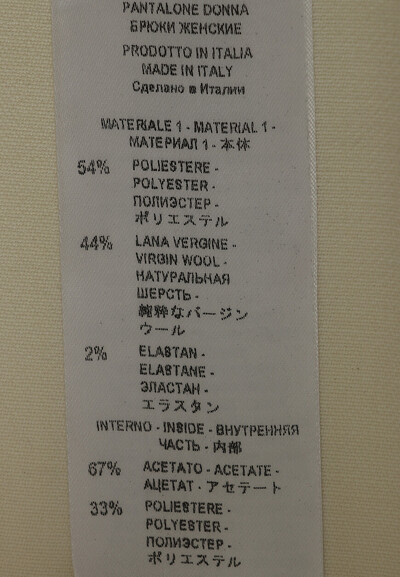 PANTALONE DONNA
БРЮКИ ЖЕНСКИЕ
PRODOTTO IN ITALIA
MADE IN ITALY
Сделано в Италии
MATERIALE 1 - MATERIAL 1 -
МАТЕРИАЛ 1 - 本体
54% POLIESTERE -
POLYESTER -
ПОЛИЭСТЕР -
ポリエステル
44% LANA VERGINE -
VIRGIN WOOL -
НАТУРАЛЬНАЯ
ШЕРСТЬ -
純粋なバージン
ウール
2% ELASTAN -
ELASTANE -
ЭЛАСТАН -
エラスタン
INTERNO - INSIDE - ВНУТРЕННЯЯ
ЧАСТЬ - 内部
67% ACETATO - ACETATE -
АЦЕТАТ - アセテート
33% POLIESTERE -
POLYESTER -
ПОЛИЭСТЕР -
ポリエステル